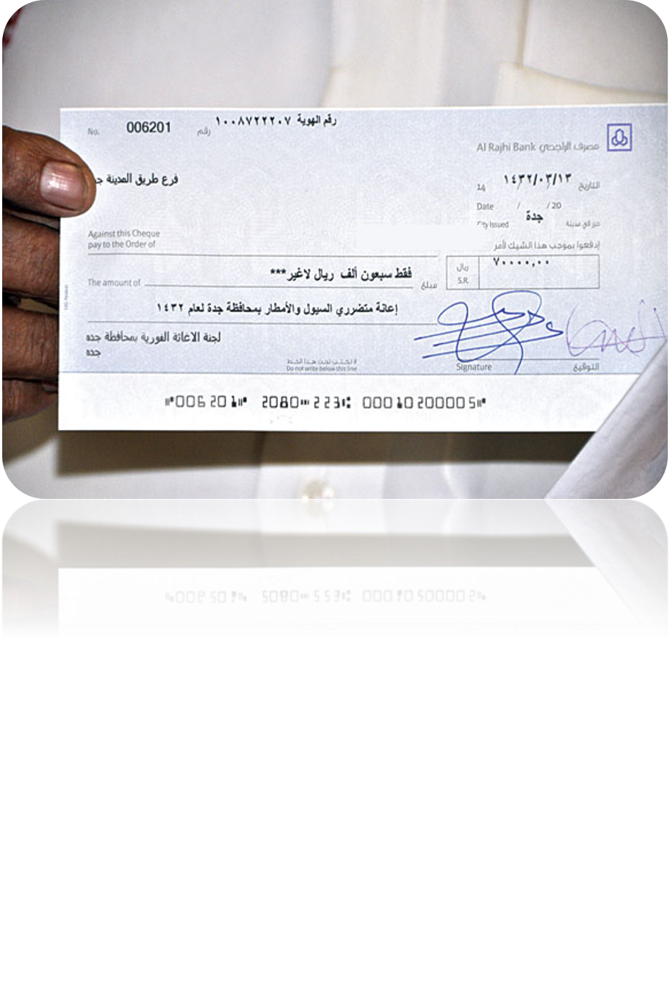 No. 006201 رقم رقم الهوية ١٠٠٨٧٢٢٢٠٧
Al Rajhi Bank مصرف الراجحي
فرع طريق المدينة
14 ١٤٣٢/٠٣/١٣ التاريخ
Date / / 20
City Issued جدة حرر في مدينة
Against this Cheque
pay to the Order of
إدفعوا بموجب هذا الشيك لأمر
ريال ٧٠٠٠٠,٠٠
S.R.
The amount of فقط سبعون ألف ريال لاغير*** مبلغ
إعانة متضرري السيول والأمطار بمحافظة جدة لعام ١٤٣٢
لجنة الاغاثة الفورية بمحافظة جده
جده
لا تكتب تحت هذا الخط
Do not write below this line
Signature التوقيع
⑈006201⑈ 2080⑉223⑆ 000102000005⑈